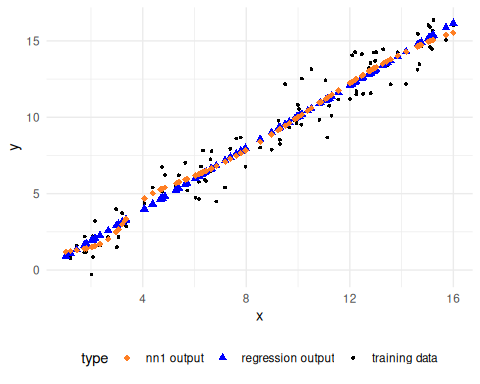 15
10
5
0
y
4
8
12
16
x
type
nn1 output
regression output
training data